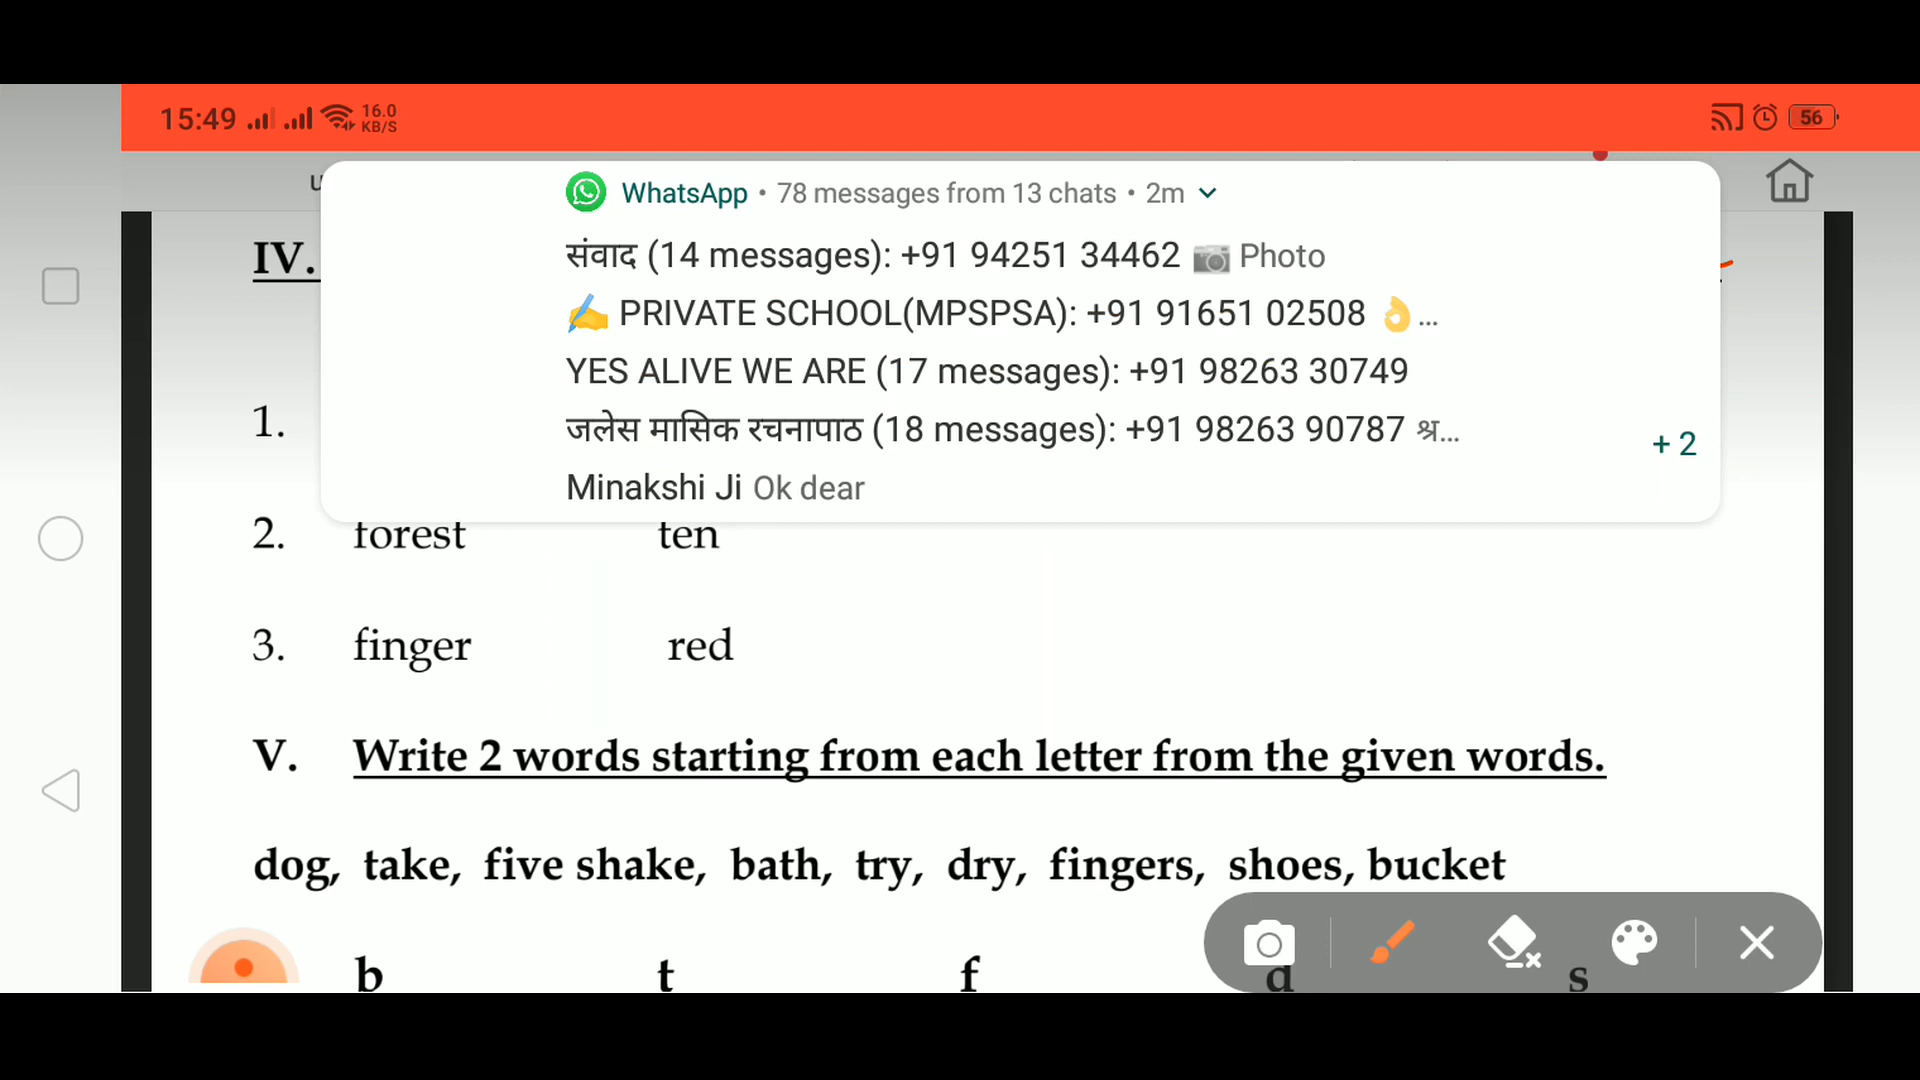 15:49 16.0 KB/S 56
WhatsApp • 78 messages from 13 chats • 2m
संवाद (14 messages): +91 94251 34462 📷 Photo
✍️ PRIVATE SCHOOL(MPSPSA): +91 91651 02508 👌...
YES ALIVE WE ARE (17 messages): +91 98263 30749
जलेस मासिक रचनापाठ (18 messages): +91 98263 90787 श्र...
+ 2
Minakshi Ji Ok dear
IV.
1.
2. forest ten
3. finger red
V. Write 2 words starting from each letter from the given words.
dog, take, five shake, bath, try, dry, fingers, shoes, bucket
b t f d s